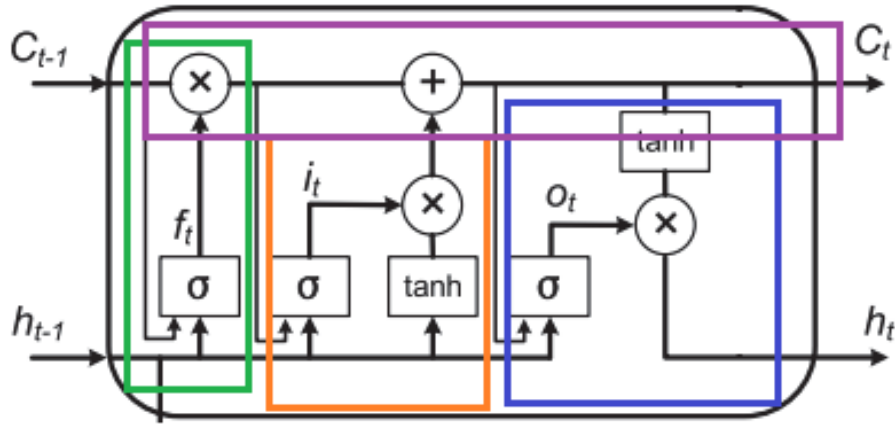 C_{t-1} × + C_t
tanh
i_t × o_t ×
f_t
σ σ tanh σ
h_{t-1} h_t